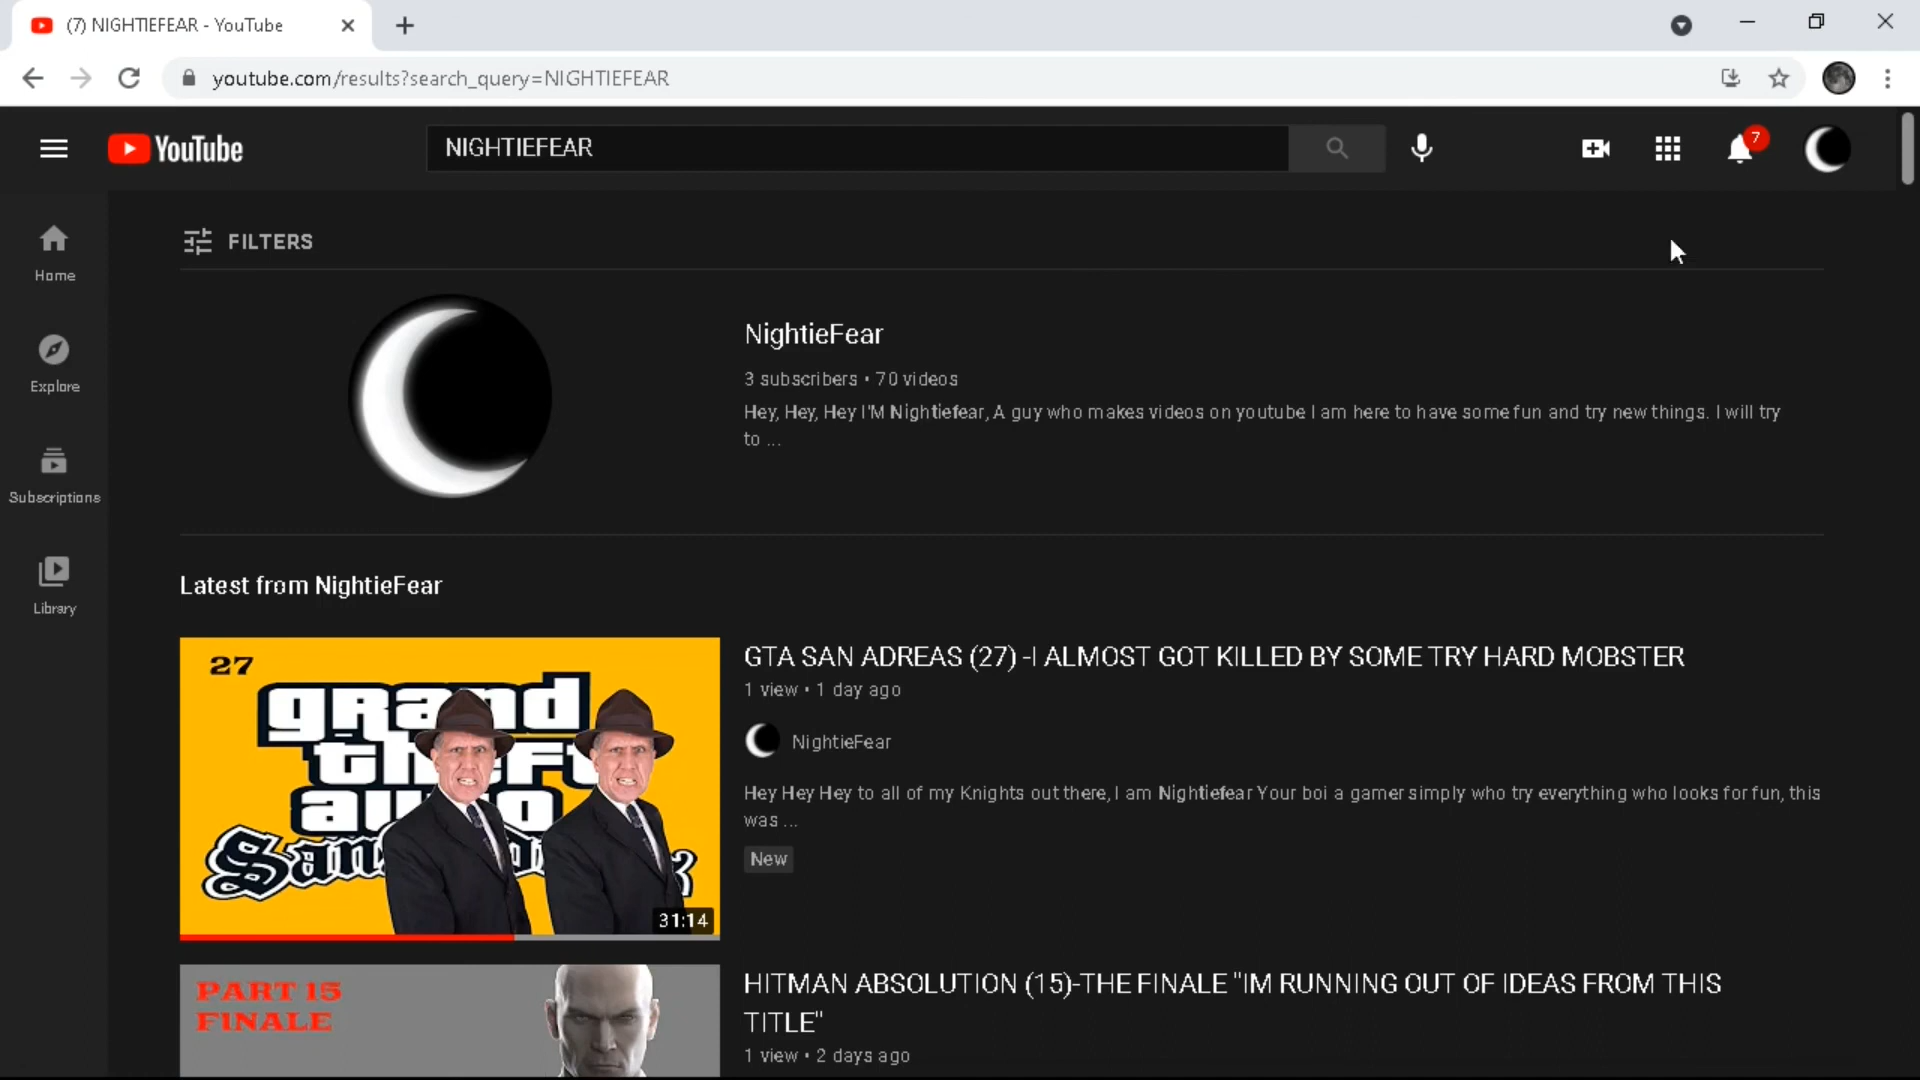 (7) NIGHTIEFEAR - YouTube
youtube.com/results?search_query=NIGHTIEFEAR
YouTube
NIGHTIEFEAR
7
FILTERS
Home
Explore
Subscriptions
Library
NightieFear
3 subscribers • 70 videos
Hey, Hey, Hey I'M Nightiefear, A guy who makes videos on youtube I am here to have some fun and try new things. I will try
to ...
Latest from NightieFear
27
grand
theft
auto
San
31:14
GTA SAN ADREAS (27) -I ALMOST GOT KILLED BY SOME TRY HARD MOBSTER
1 view • 1 day ago
NightieFear
Hey Hey Hey to all of my Knights out there, I am Nightiefear Your boi a gamer simply who try everything who looks for fun, this
was ...
New
PART 15
FINALE
HITMAN ABSOLUTION (15)-THE FINALE "IM RUNNING OUT OF IDEAS FROM THIS
TITLE"
1 view • 2 days ago